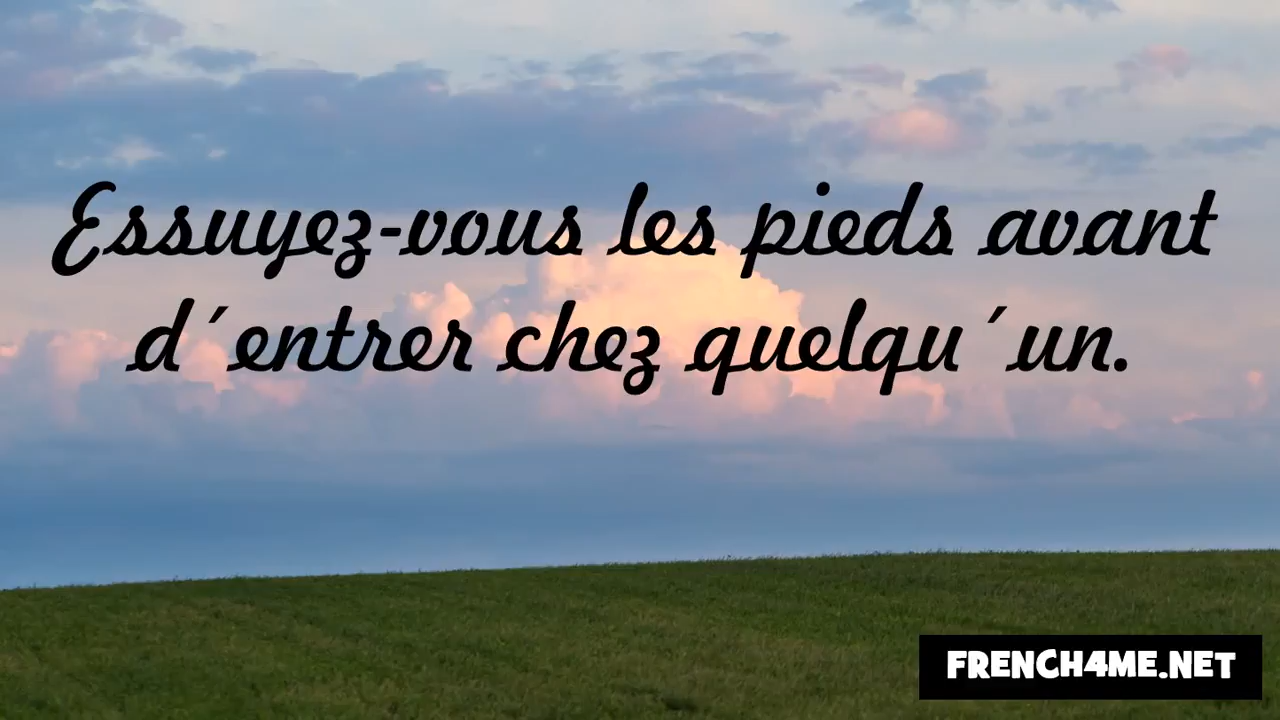 Essuyez-vous les pieds avant
d´entrer chez quelqu´un.
FRENCH4ME.NET